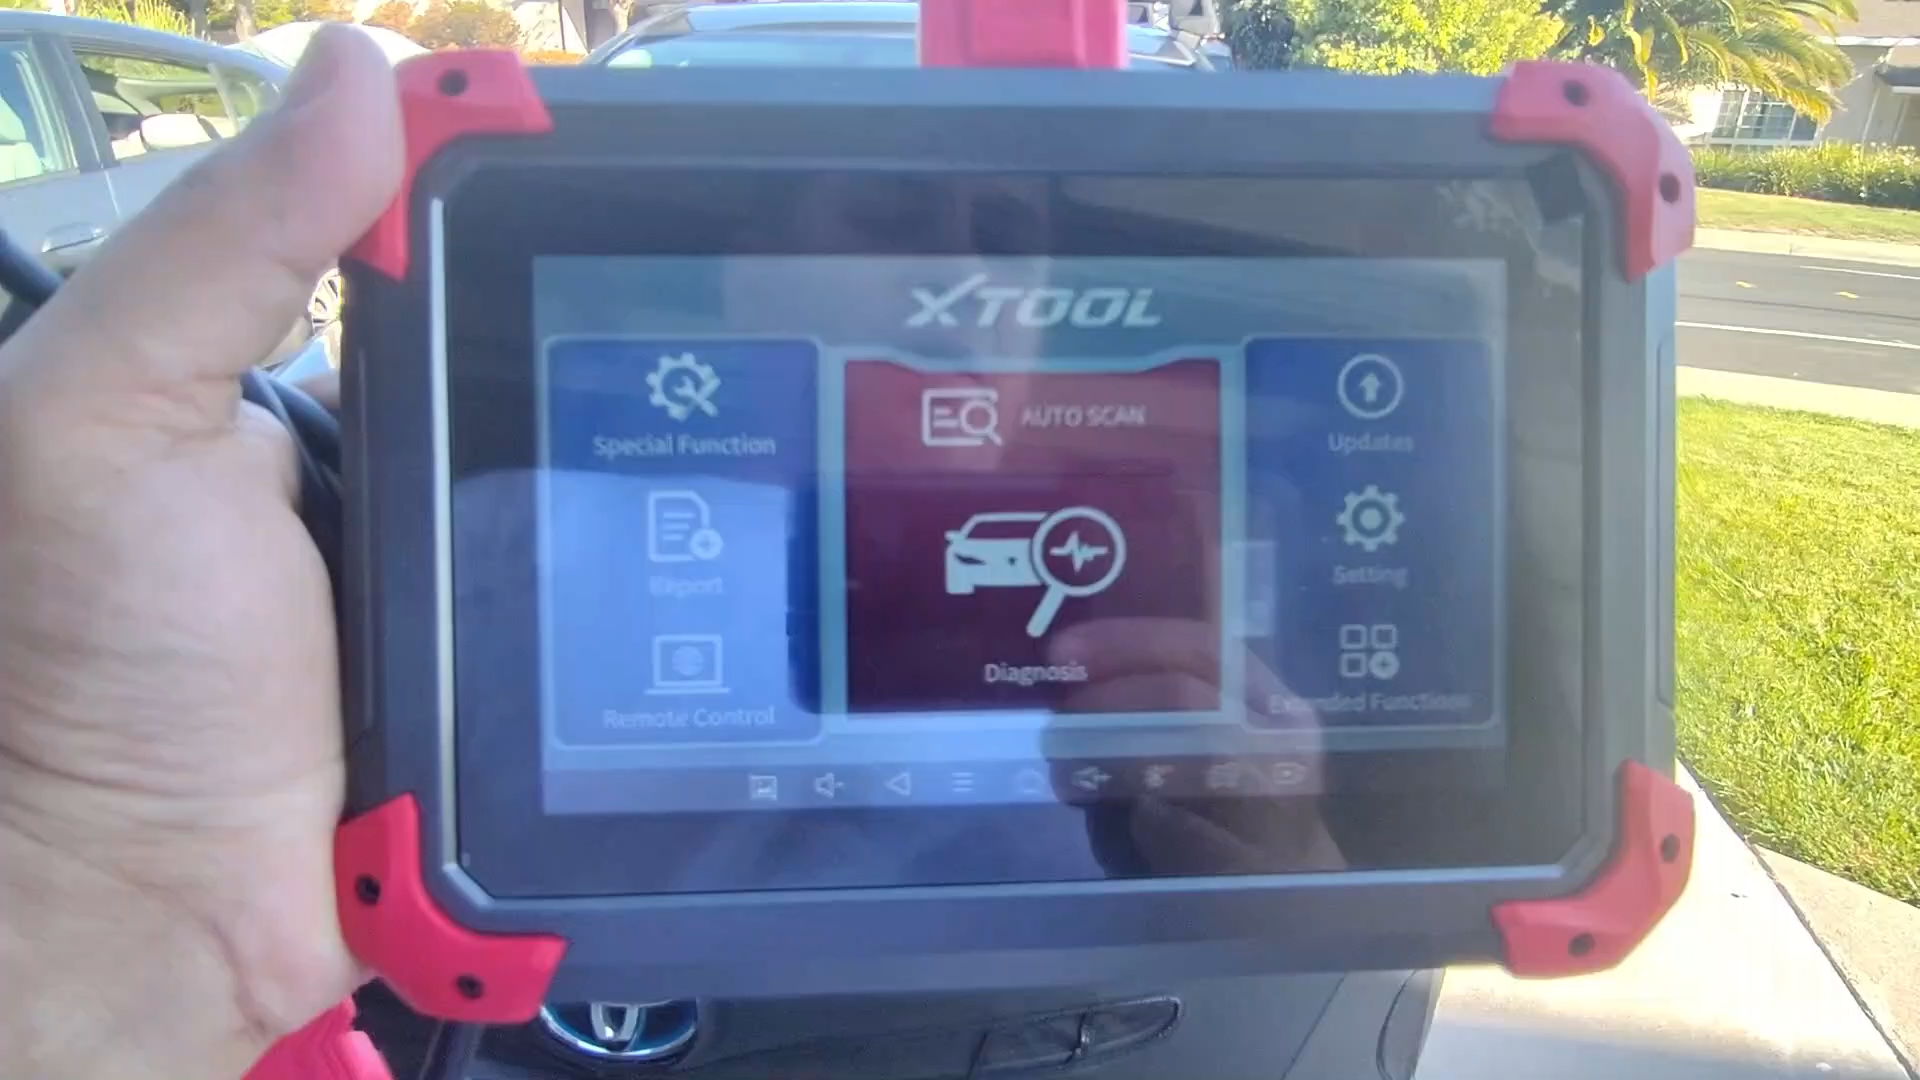 XTOOL
Special Function
Report
Remote Control
AUTO SCAN
Diagnosis
Updates
Setting
Extended Functions